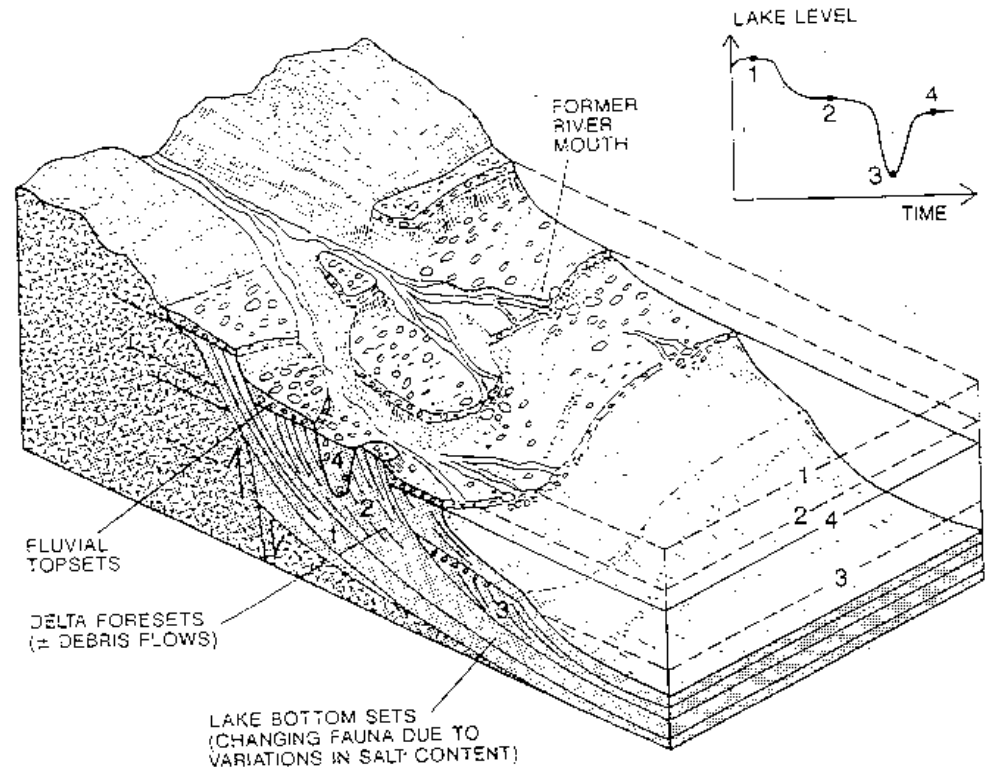 LAKE LEVEL
1
2
3
4
TIME
FORMER
RIVER
MOUTH
1
2
4
3
4
2
1
3
FLUVIAL
TOPSETS
DELTA FORESETS
(± DEBRIS FLOWS)
LAKE BOTTOM SETS
(CHANGING FAUNA DUE TO
VARIATIONS IN SALT CONTENT)